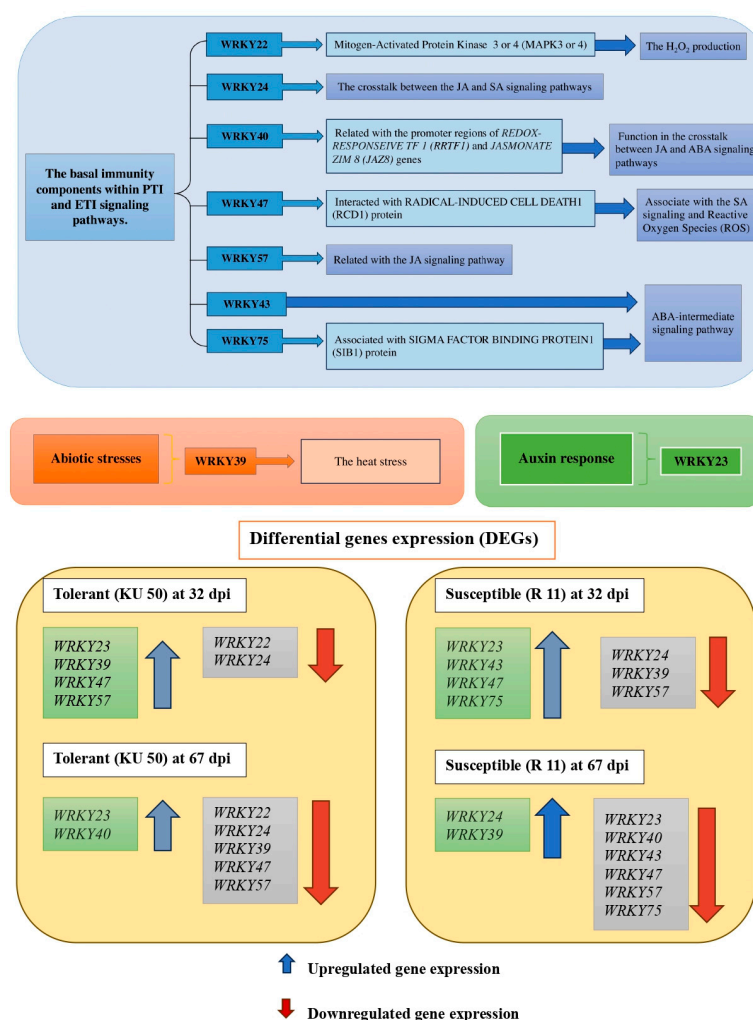 WRKY22
Mitogen-Activated Protein Kinase 3 or 4 (MAPK3 or 4)
The H₂O₂ production
WRKY24
The crosstalk between the JA and SA signaling pathways
The basal immunity
components within PTI
and ETI signaling
pathways.
WRKY40
Related with the promoter regions of REDOX-
RESPONSEIVE TF 1 (RRTF1) and JASMONATE
ZIM 8 (JAZ8) genes
Function in the crosstalk
between JA and ABA signaling
pathways
WRKY47
Interacted with RADICAL-INDUCED CELL DEATH1
(RCD1) protein
Associate with the SA
signaling and Reactive
Oxygen Species (ROS)
WRKY57
Related with the JA signaling pathway
WRKY43
ABA-intermediate
signaling pathway
WRKY75
Associated with SIGMA FACTOR BINDING PROTEIN1
(SIB1) protein
Abiotic stresses
WRKY39
The heat stress
Auxin response
WRKY23
Differential genes expression (DEGs)
Tolerant (KU 50) at 32 dpi
WRKY23
WRKY39
WRKY47
WRKY57
WRKY22
WRKY24
Tolerant (KU 50) at 67 dpi
WRKY23
WRKY40
WRKY22
WRKY24
WRKY39
WRKY47
WRKY57
Susceptible (R 11) at 32 dpi
WRKY23
WRKY43
WRKY47
WRKY75
WRKY24
WRKY39
WRKY57
Susceptible (R 11) at 67 dpi
WRKY24
WRKY39
WRKY23
WRKY40
WRKY43
WRKY47
WRKY57
WRKY75
Upregulated gene expression
Downregulated gene expression